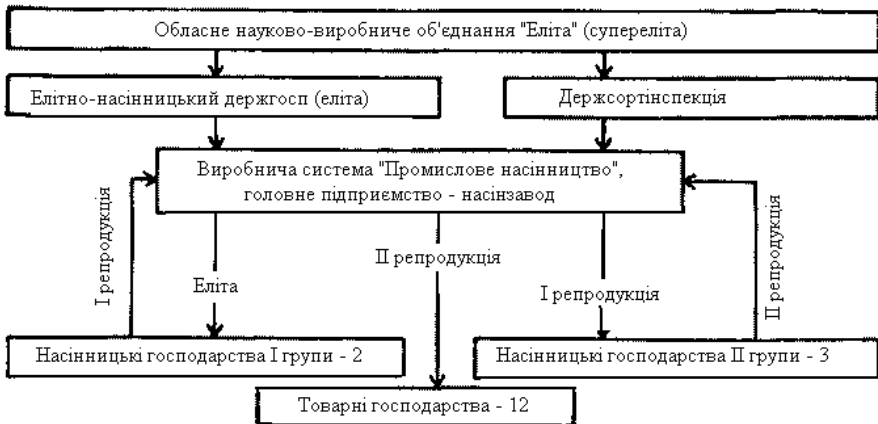 Обласне науково-виробниче об'єднання "Еліта" (супереліта)
Елітно-насінницький держгосп (еліта)
Держсортінспекція
Виробнича система "Промислове насінництво",
головне підприємство - насінзавод
І репродукція
Еліта
ІІ репродукція
І репродукція
ІІ репродукція
Насінницькі господарства І групи - 2
Насінницькі господарства ІІ групи - 3
Товарні господарства - 12